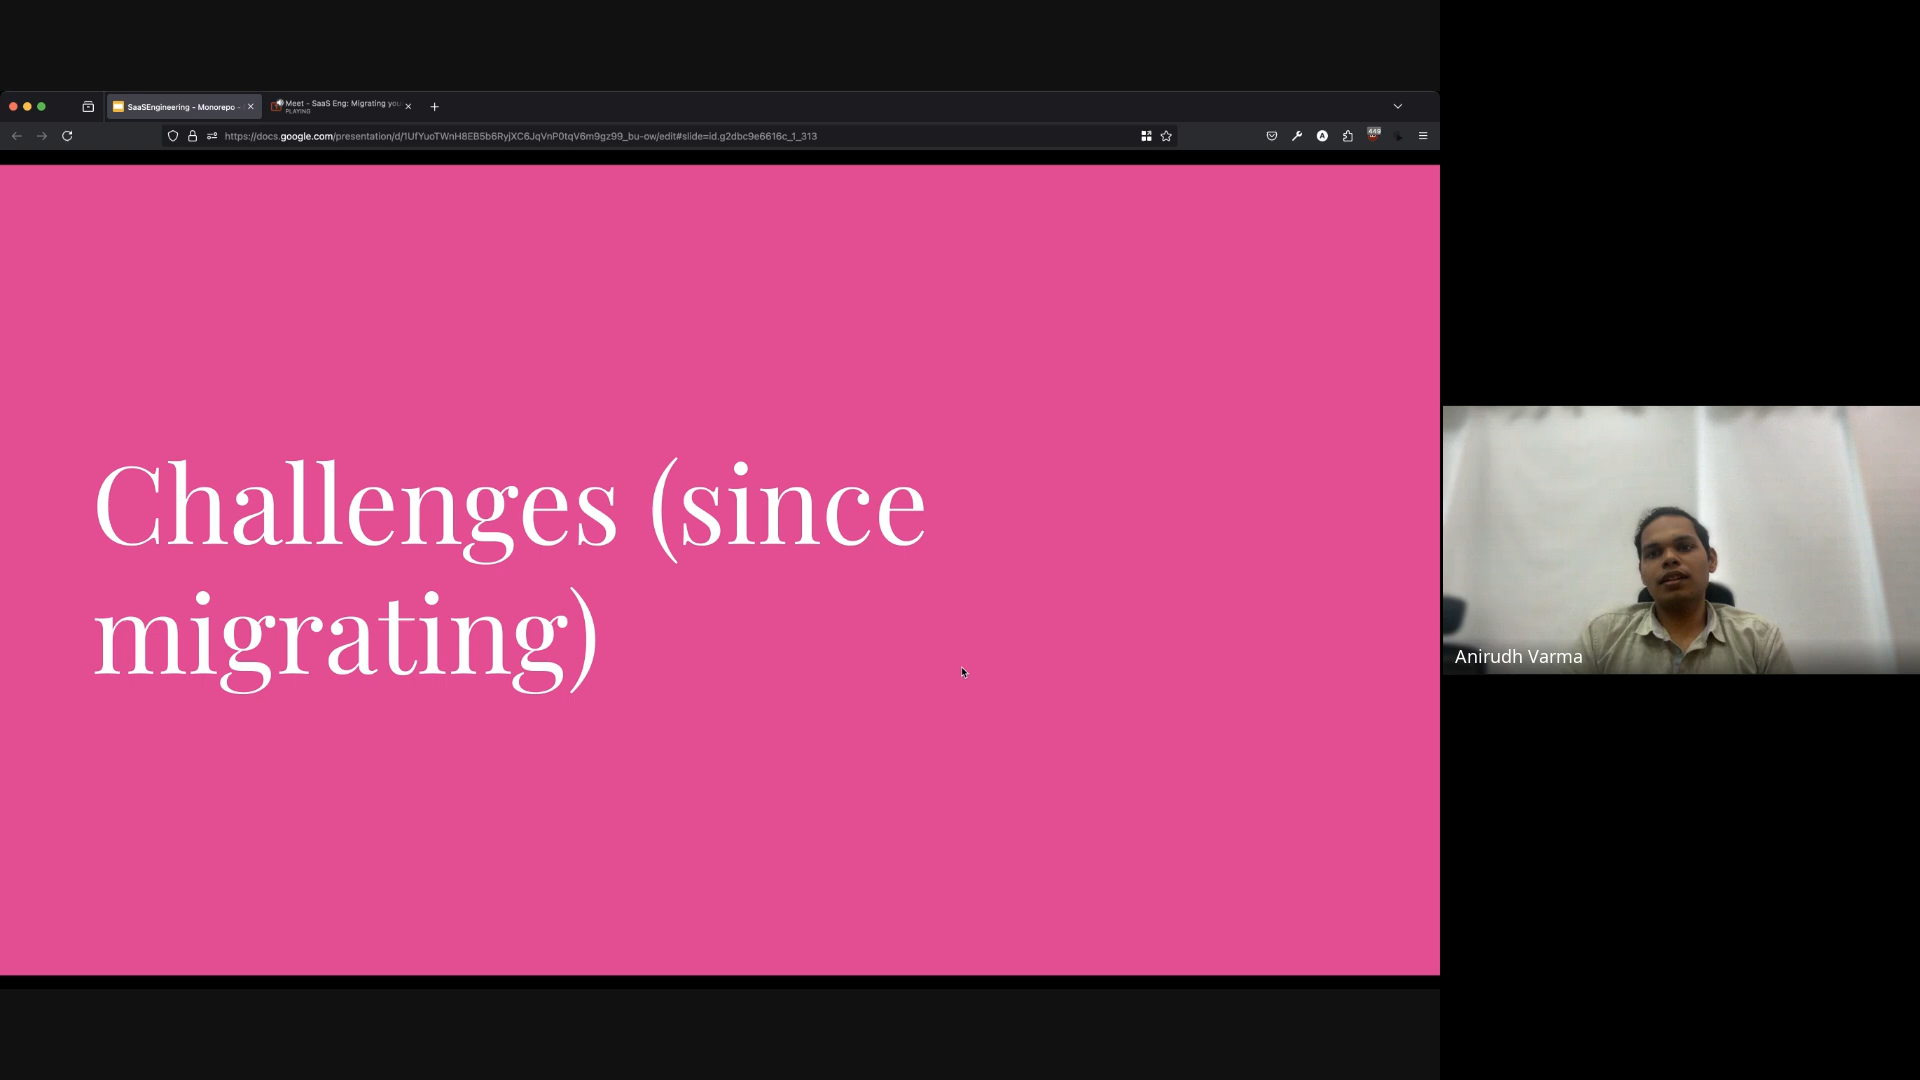 SaaSEngineering - Monorepo -
Meet - SaaS Eng: Migrating you
PLAYING
https://docs.google.com/presentation/d/1UfYuoTWnH8EB5b6RyjXC6JqVnP0tqV6m9gz99_bu-ow/edit#slide=id.g2dbc9e6616c_1_313
A
449
Challenges (since
migrating)
Anirudh Varma